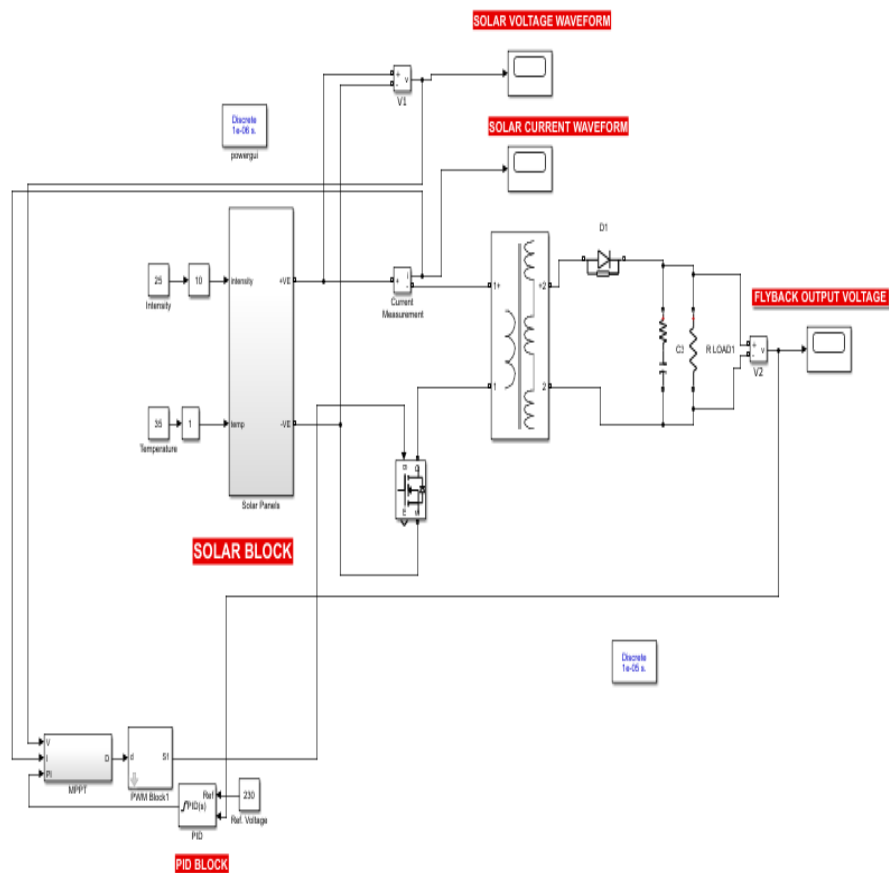 SOLAR VOLTAGE WAVEFORM
+
-
v
V1
Discrete
1e-06 s.
powergui
SOLAR CURRENT WAVEFORM
D1
25
10
Intensity
Intensity
+VE
+
i
-
Current
Measurement
1+
+2
FLYBACK OUTPUT VOLTAGE
C3
R LOAD1
+
-
v
V2
1
2
35
1
Temperature
temp
-VE
Solar Panels
g
D
E
S
SOLAR BLOCK
Discrete
1e-05 s.
V
I
PI
D
MPPT
d
S1
PWM Block1
Ref
PID(s)
PID
230
Ref. Voltage
PID BLOCK